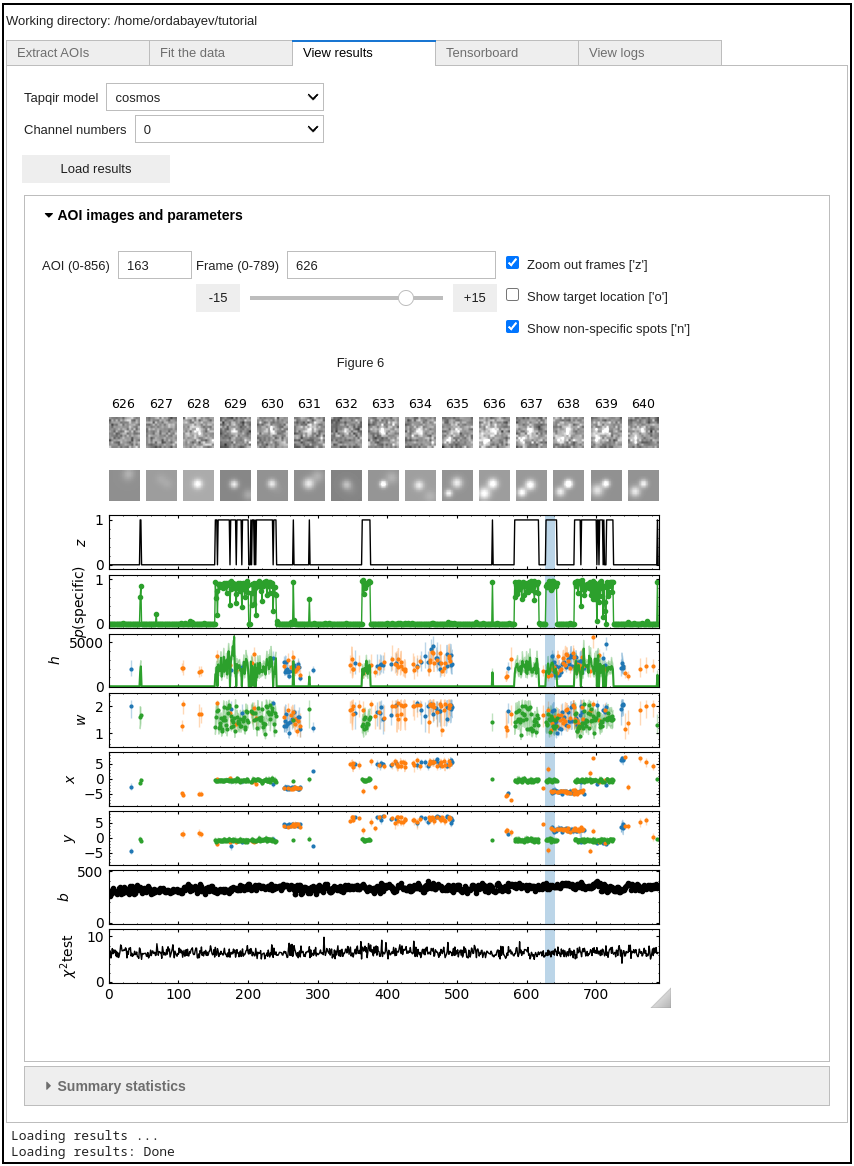 Working directory: /home/ordabayev/tutorial
Extract AOIs Fit the data View results Tensorboard View logs
Tapqir model cosmos
Channel numbers 0
Load results
AOI images and parameters
AOI (0-856) 163 Frame (0-789) 626 Zoom out frames ['z']
-15 +15 Show target location ['o']
Show non-specific spots ['n']
Figure 6
626 627 628 629 630 631 632 633 634 635 636 637 638 639 640
1
z
0
1
p(specific)
0
5000
h
0
2
w
1
5
x
0
−5
5
y
0
−5
500
b
0
10
χ²test
0
0 100 200 300 400 500 600 700
Summary statistics
Loading results ...
Loading results: Done